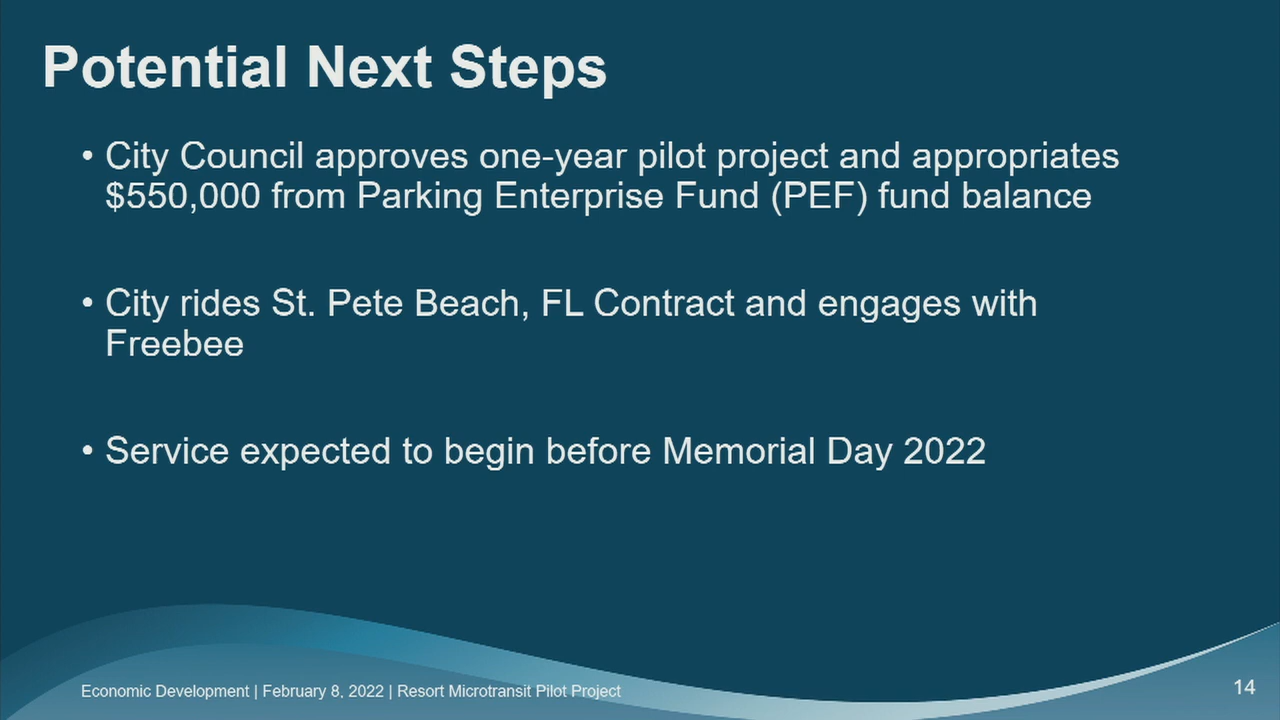 Potential Next Steps
• City Council approves one-year pilot project and appropriates
$550,000 from Parking Enterprise Fund (PEF) fund balance
• City rides St. Pete Beach, FL Contract and engages with
Freebee
• Service expected to begin before Memorial Day 2022
Economic Development | February 8, 2022 | Resort Microtransit Pilot Project
14